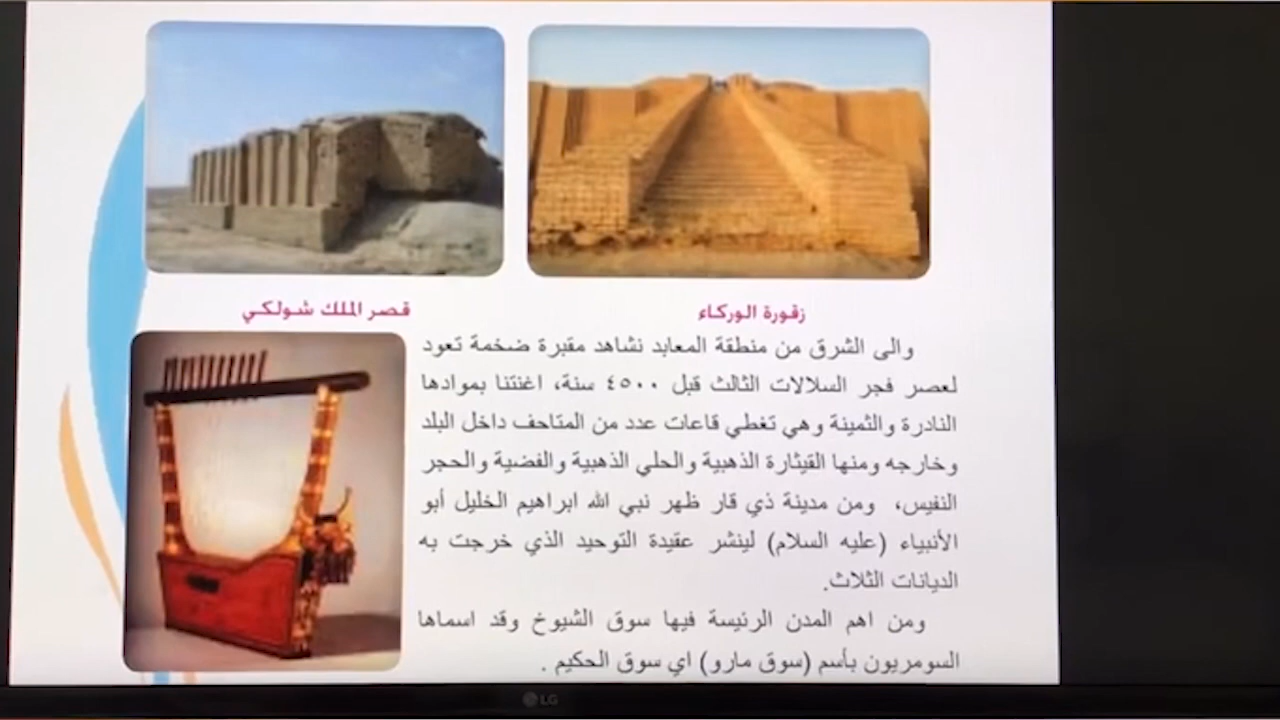 زقورة الوركاء
قصر الملك شولكي
والى الشرق من منطقة المعابد نشاهد مقبرة ضخمة تعود
لعصر فجر السلالات الثالث قبل ٤٥٠٠ سنة، اغنتنا بموادها
النادرة والثمينة وهي تغطي قاعات عدد من المتاحف داخل البلد
وخارجه ومنها القيثارة الذهبية والحلي الذهبية والفضية والحجر
النفيس، ومن مدينة ذي قار ظهر نبي الله ابراهيم الخليل أبو
الأنبياء (عليه السلام) لينشر عقيدة التوحيد الذي خرجت به
الديانات الثلاث.
ومن اهم المدن الرئيسة فيها سوق الشيوخ وقد اسماها
السومريون بأسم (سوق مارو) اي سوق الحكيم .
LG